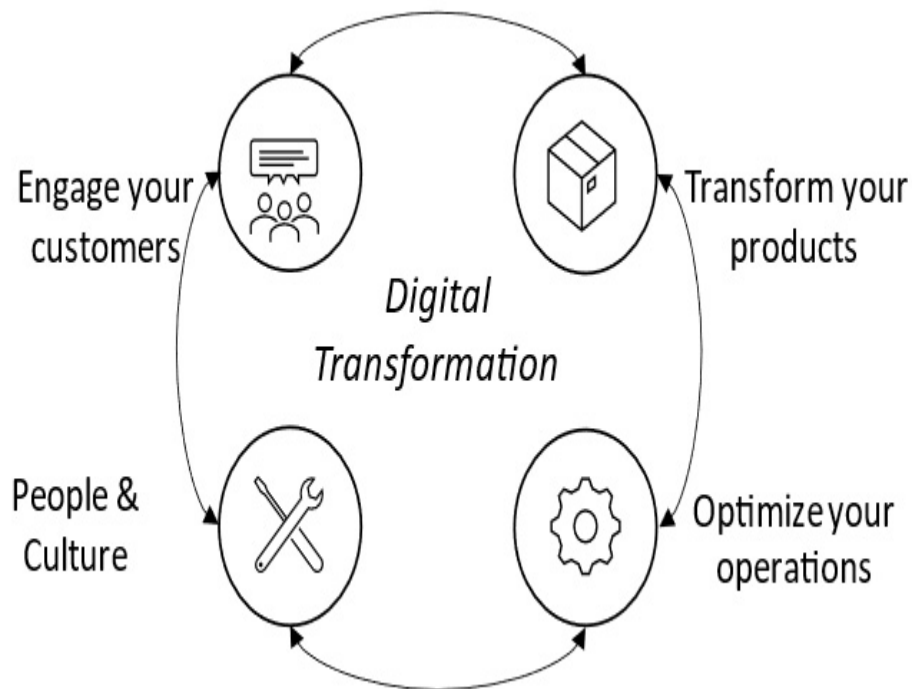 Engage your
customers
Transform your
products
Digital
Transformation
People &
Culture
Optimize your
operations